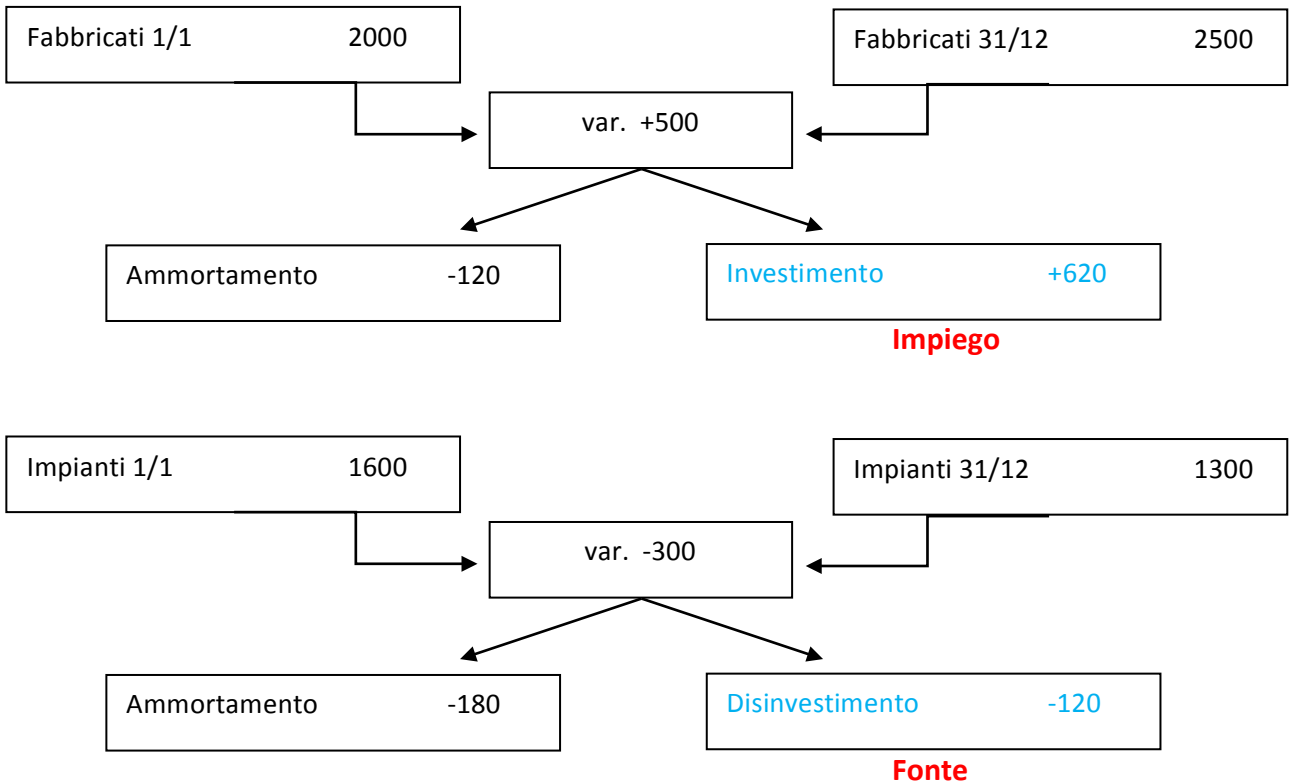 Fabbricati 1/1 2000
Fabbricati 31/12 2500
var. +500
Ammortamento -120
Investimento +620
Impiego
Impianti 1/1 1600
Impianti 31/12 1300
var. -300
Ammortamento -180
Disinvestimento -120
Fonte